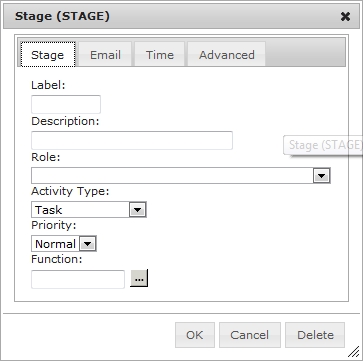 Stage (STAGE)
Stage Email Time Advanced
Label:
Description:
Stage (STAGE)
Role:
Activity Type:
Task
Priority:
Normal
Function:
...
OK Cancel Delete